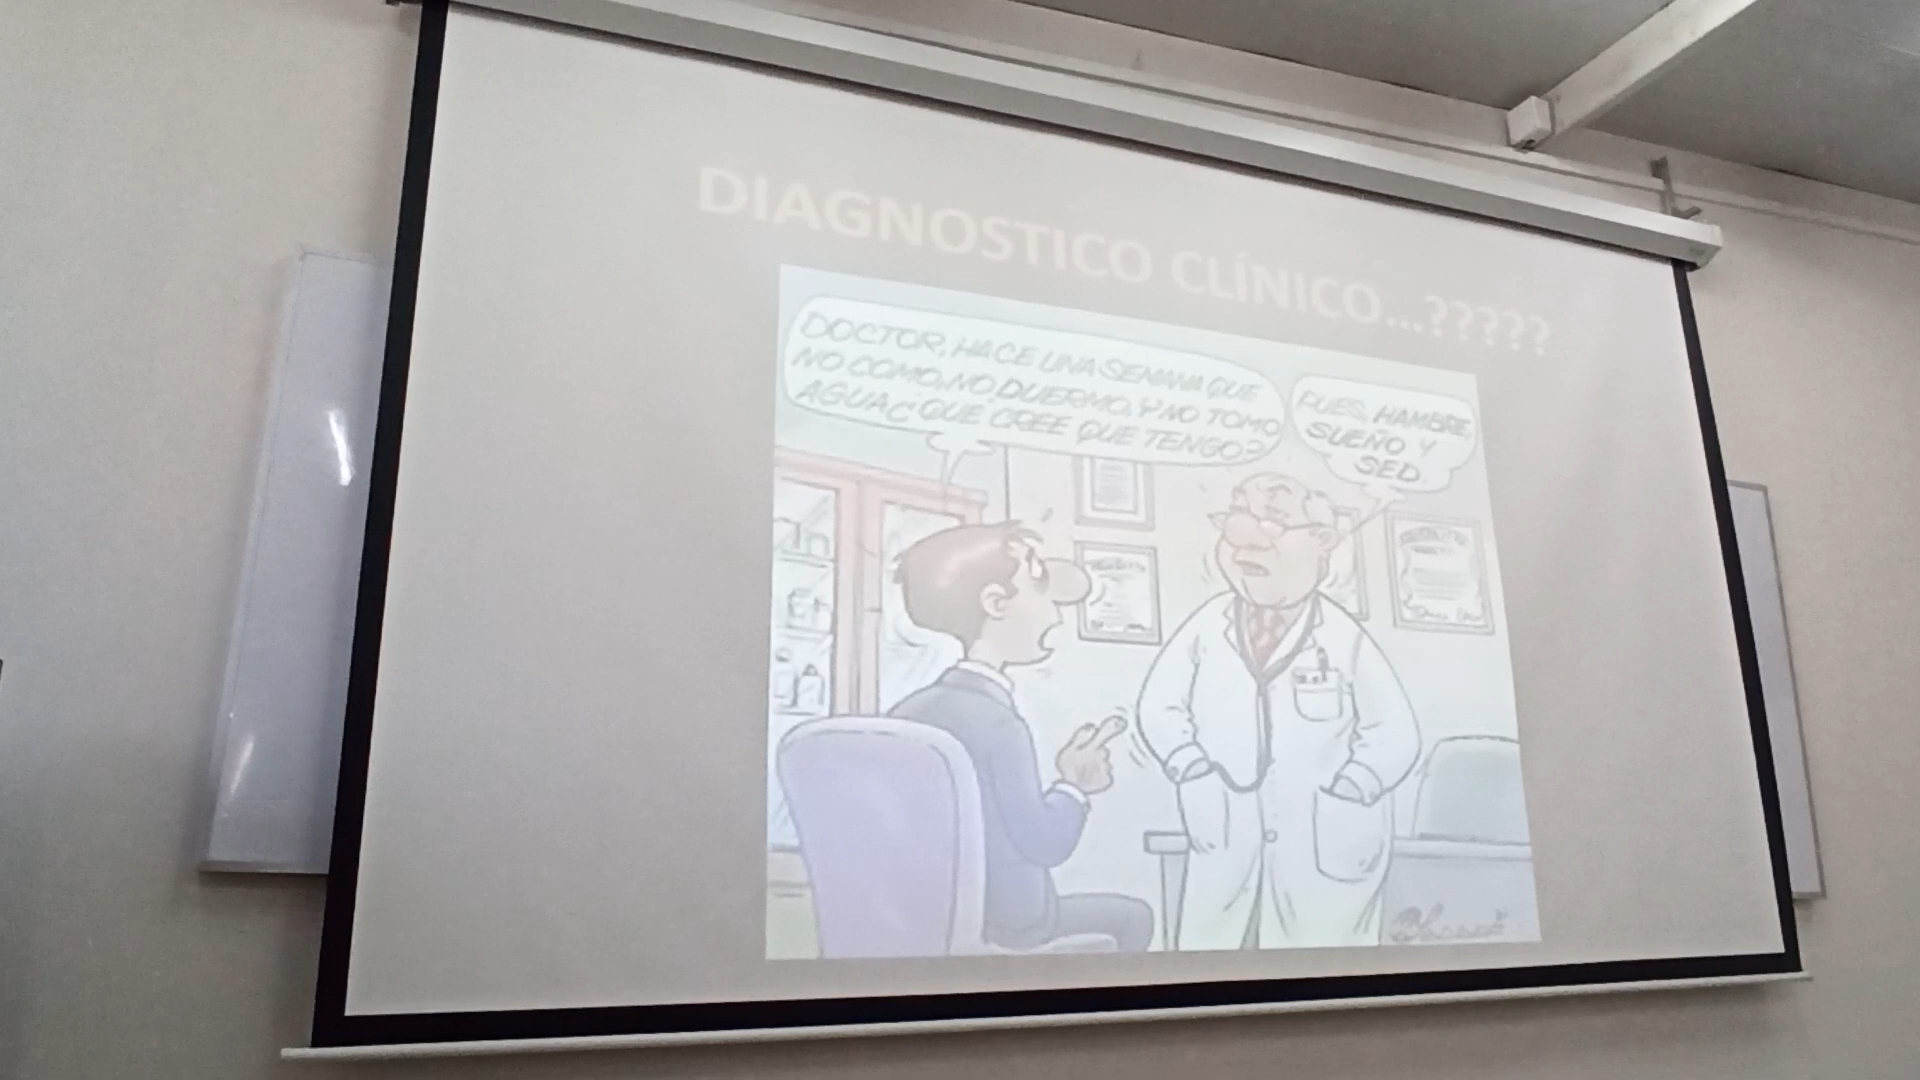 DIAGNOSTICO CLÍNICO...?????
DOCTOR, HACE UNA SEMANA QUE
NO COMO, NO DUERMO, Y NO TOMO
AGUA ¿QUE CREE QUE TENGO?
PUES, HAMBRE,
SUEÑO Y
SED